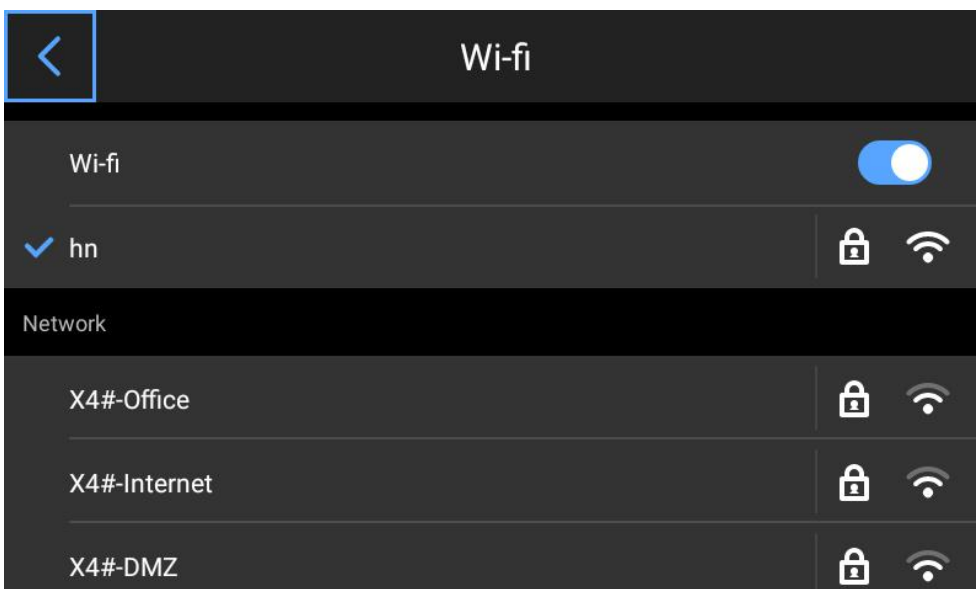 Wi-fi
Wi-fi
hn
Network
X4#-Office
X4#-Internet
X4#-DMZ